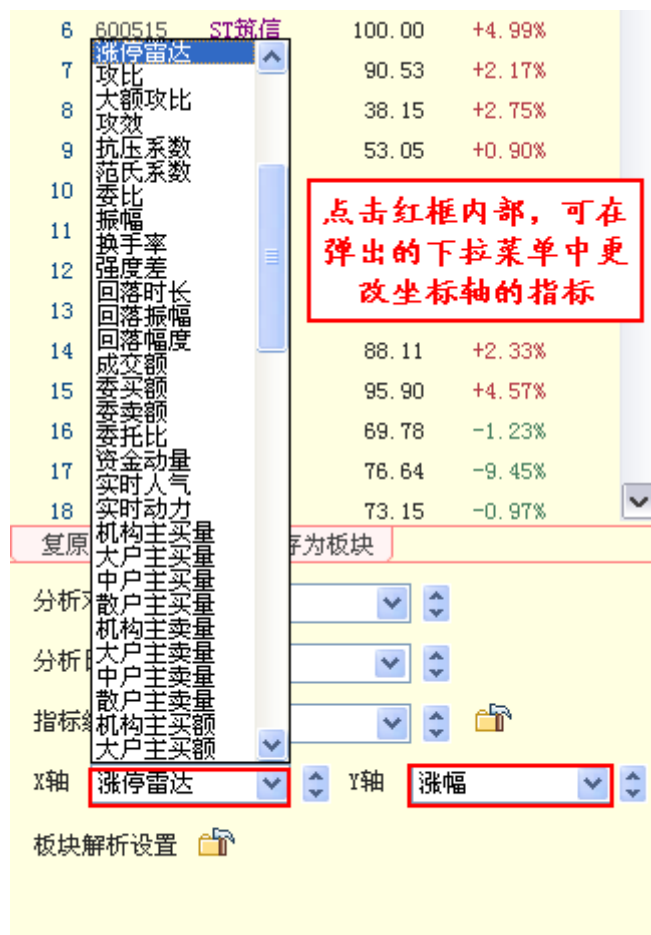 6 600515 ST筑信 100.00 +4.99%
涨停雷达
7 攻比 90.53 +2.17%
大额攻比
8 38.15 +2.75%
攻效
9 抗压系数 53.05 +0.90%
范氏系数
10 委比
振幅
11 换手率
12 强度差
回落时长
13 回落振幅
回落幅度
14 88.11 +2.33%
成交额
15 委买额 95.90 +4.57%
委卖额
16 委托比 69.78 -1.23%
资金动量
17 实时人气 76.64 -9.45%
18 实时动力 73.15 -0.97%
点击红框内部，可在
弹出的下拉菜单中更
改坐标轴的指标
机构主买量
复原 存为板块
大户主买量
中户主买量
分析 散户主买量
机构主卖量
大户主卖量
分析 中户主卖量
散户主卖量
指标 机构主买额
大户主买额
X轴 涨停雷达 Y轴 涨幅
板块解析设置